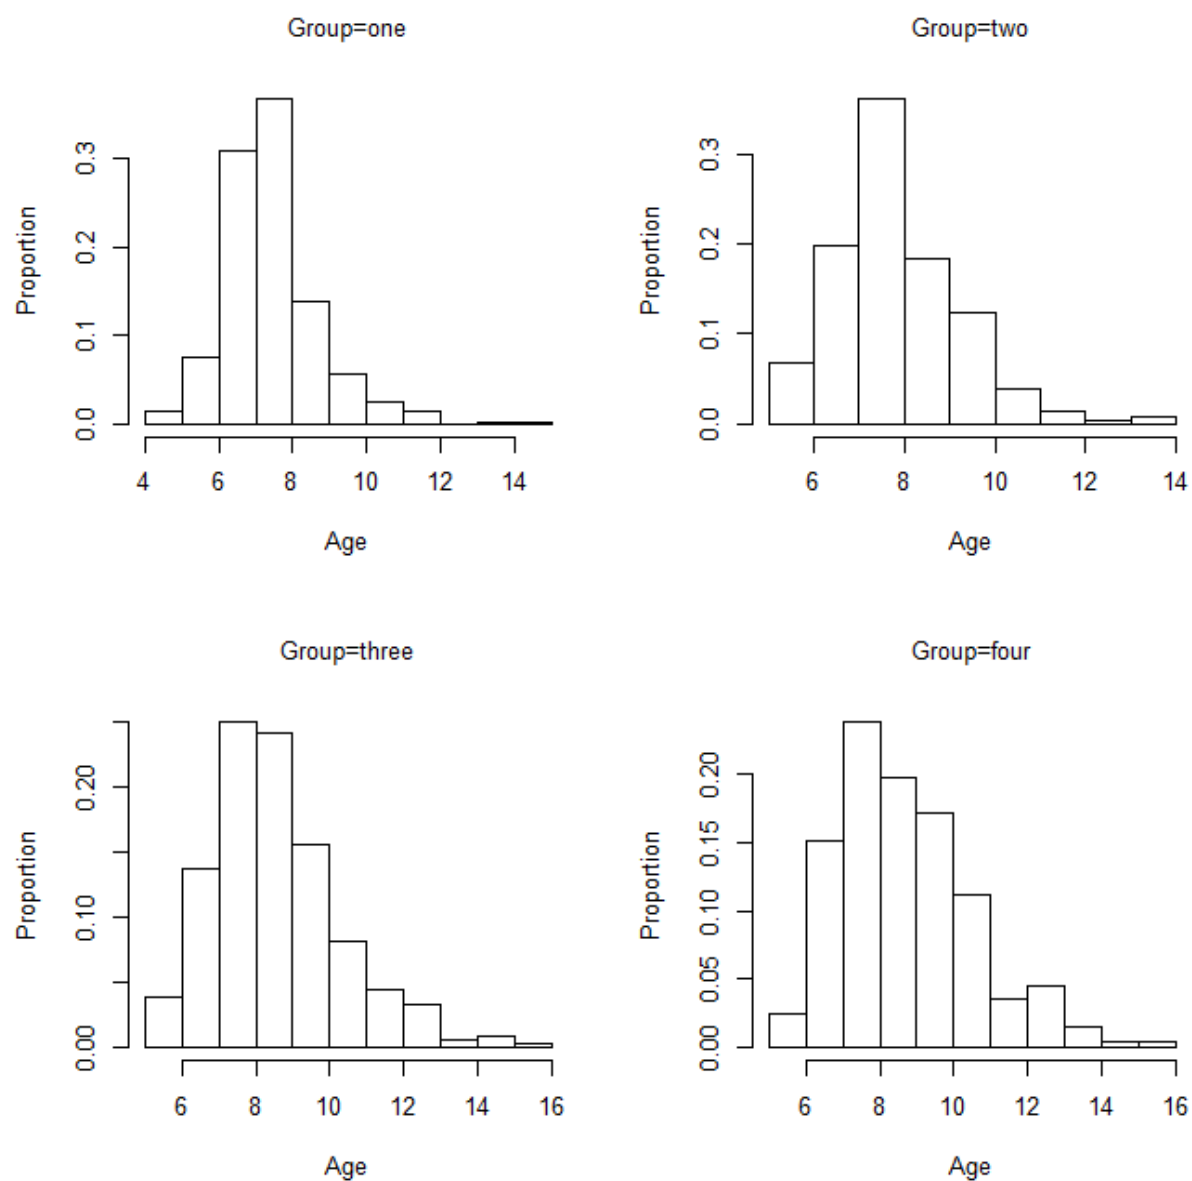 Group=one
Proportion
0.0 0.1 0.2 0.3
4 6 8 10 12 14
Age
Group=two
Proportion
0.0 0.1 0.2 0.3
6 8 10 12 14
Age
Group=three
Proportion
0.00 0.10 0.20
6 8 10 12 14 16
Age
Group=four
Proportion
0.00 0.05 0.10 0.15 0.20
6 8 10 12 14 16
Age